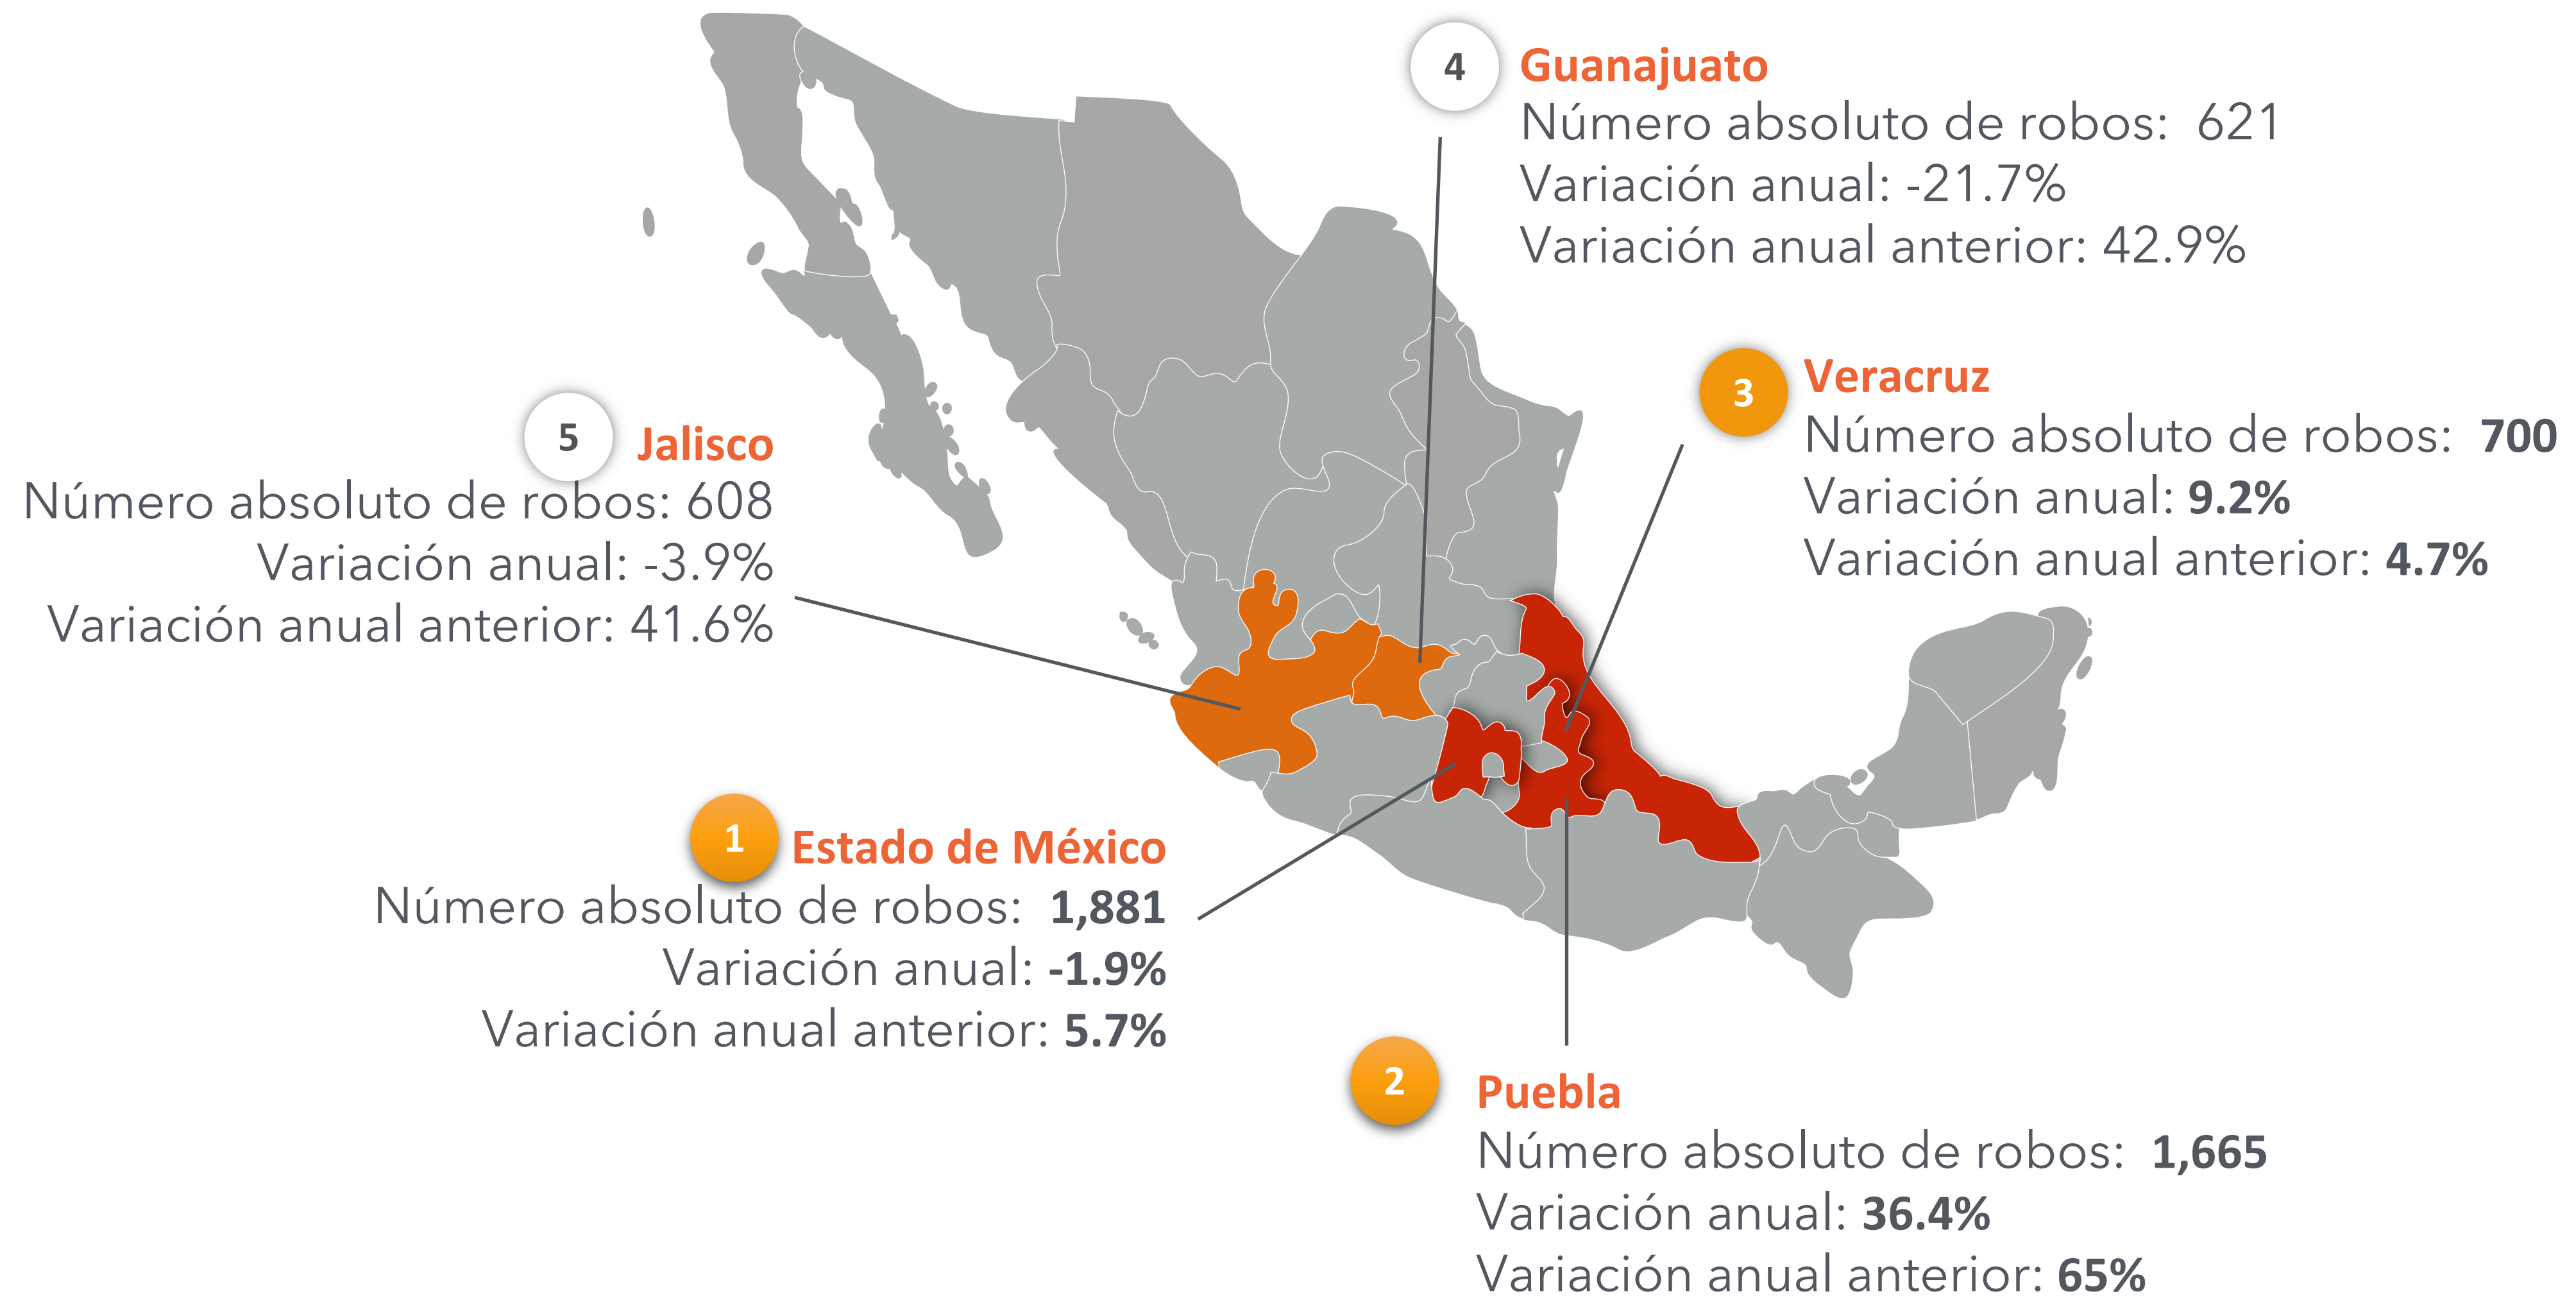 4
Guanajuato
Número absoluto de robos: 621
Variación anual: -21.7%
Variación anual anterior: 42.9%
3
Veracruz
Número absoluto de robos: 700
Variación anual: 9.2%
Variación anual anterior: 4.7%
5
Jalisco
Número absoluto de robos: 608
Variación anual: -3.9%
Variación anual anterior: 41.6%
1
Estado de México
Número absoluto de robos: 1,881
Variación anual: -1.9%
Variación anual anterior: 5.7%
2
Puebla
Número absoluto de robos: 1,665
Variación anual: 36.4%
Variación anual anterior: 65%